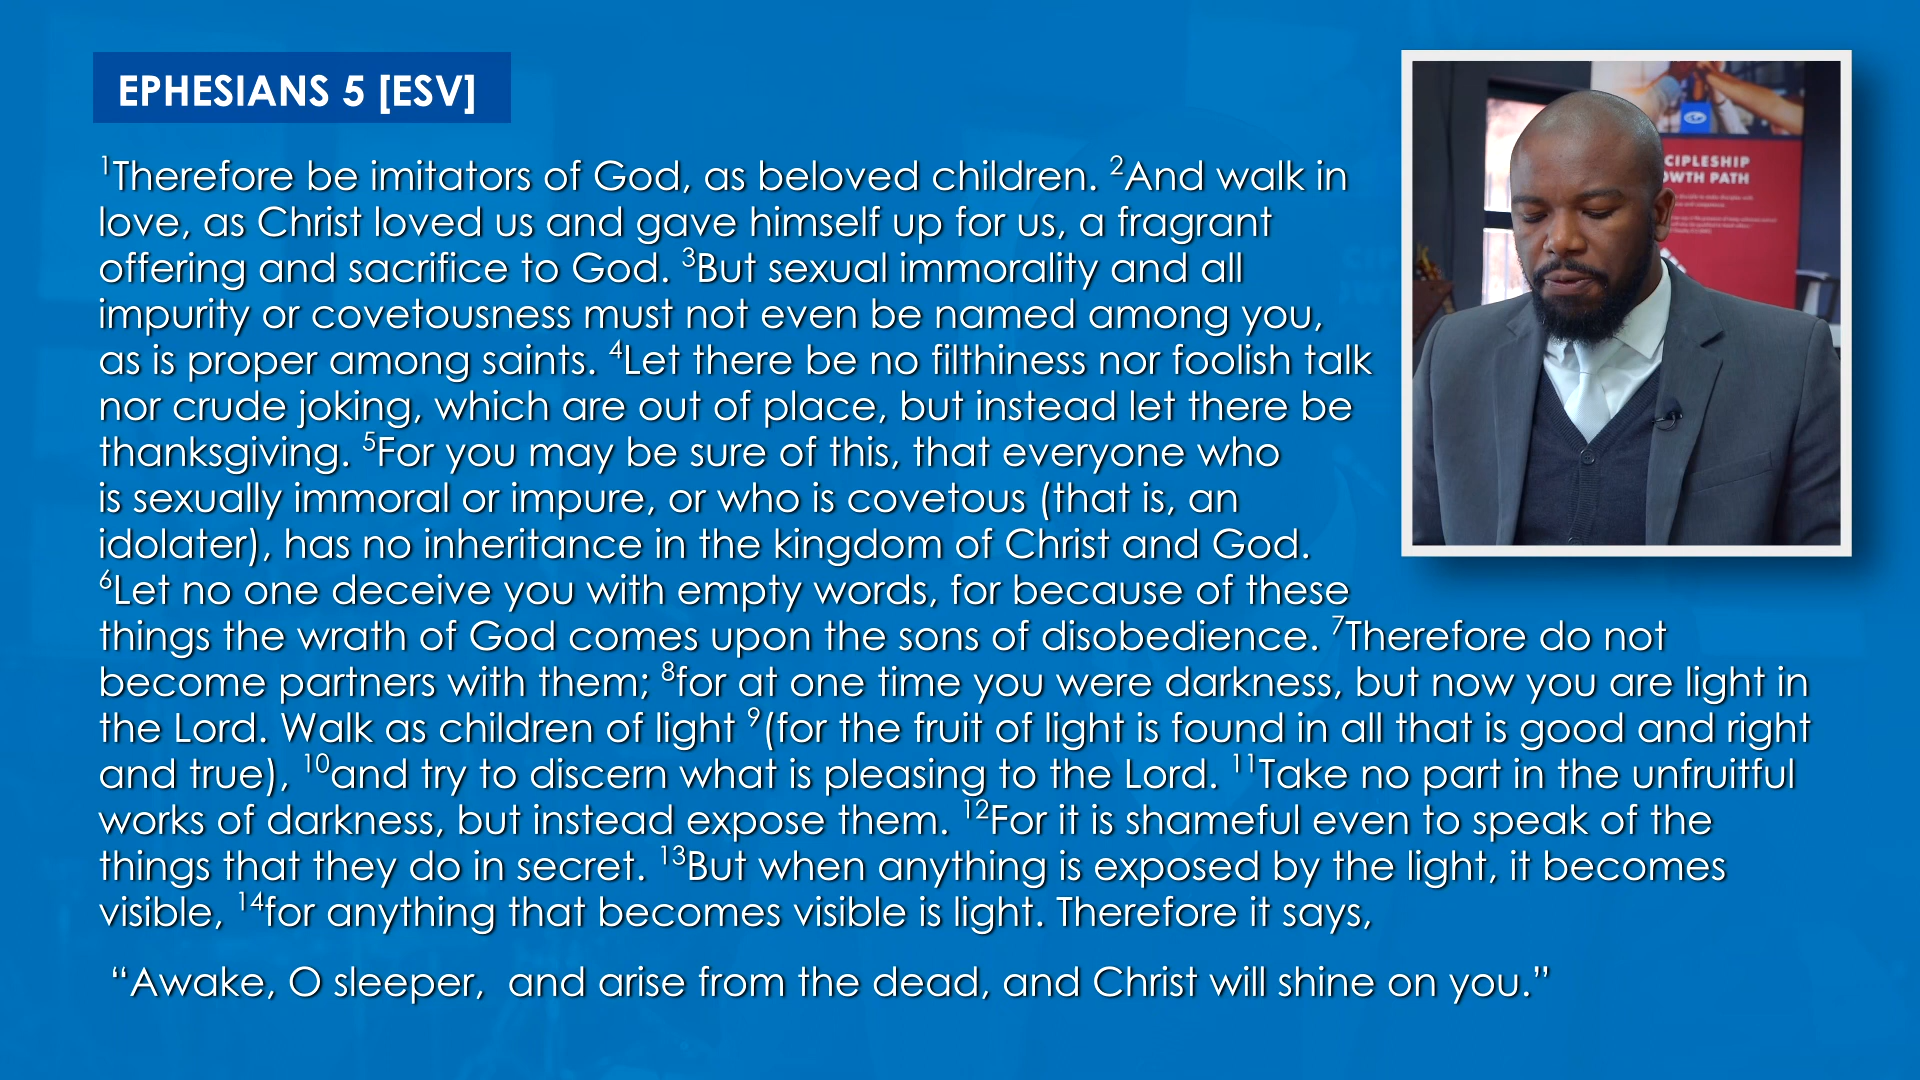 EPHESIANS 5 [ESV]
CIPLESHIP
OWTH PATH
¹Therefore be imitators of God, as beloved children. ²And walk in
love, as Christ loved us and gave himself up for us, a fragrant
offering and sacrifice to God. ³But sexual immorality and all
impurity or covetousness must not even be named among you,
as is proper among saints. ⁴Let there be no filthiness nor foolish talk
nor crude joking, which are out of place, but instead let there be
thanksgiving. ⁵For you may be sure of this, that everyone who
is sexually immoral or impure, or who is covetous (that is, an
idolater), has no inheritance in the kingdom of Christ and God.
⁶Let no one deceive you with empty words, for because of these
things the wrath of God comes upon the sons of disobedience. ⁷Therefore do not
become partners with them; ⁸for at one time you were darkness, but now you are light in
the Lord. Walk as children of light ⁹(for the fruit of light is found in all that is good and right
and true), ¹⁰and try to discern what is pleasing to the Lord. ¹¹Take no part in the unfruitful
works of darkness, but instead expose them. ¹²For it is shameful even to speak of the
things that they do in secret. ¹³But when anything is exposed by the light, it becomes
visible, ¹⁴for anything that becomes visible is light. Therefore it says,
“Awake, O sleeper, and arise from the dead, and Christ will shine on you.”